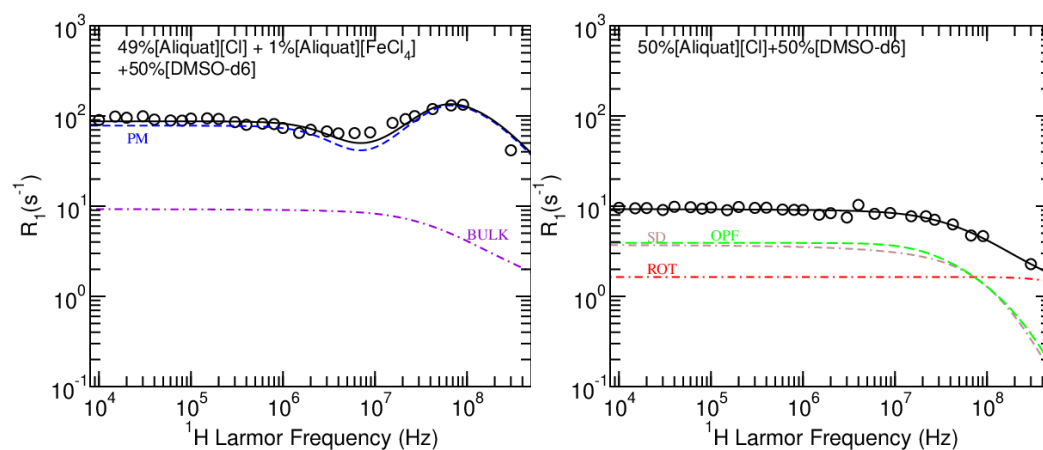 49%[Aliquat][Cl] + 1%[Aliquat][FeCl4]
+50%[DMSO-d6]
PM
BULK
R1(s-1)
10^3
10^2
10^1
10^0
10^-1
10^4 10^5 10^6 10^7 10^8
1H Larmor Frequency (Hz)
50%[Aliquat][Cl]+50%[DMSO-d6]
SD
OPF
ROT
R1(s-1)
10^3
10^2
10^1
10^0
10^-1
10^4 10^5 10^6 10^7 10^8
1H Larmor Frequency (Hz)